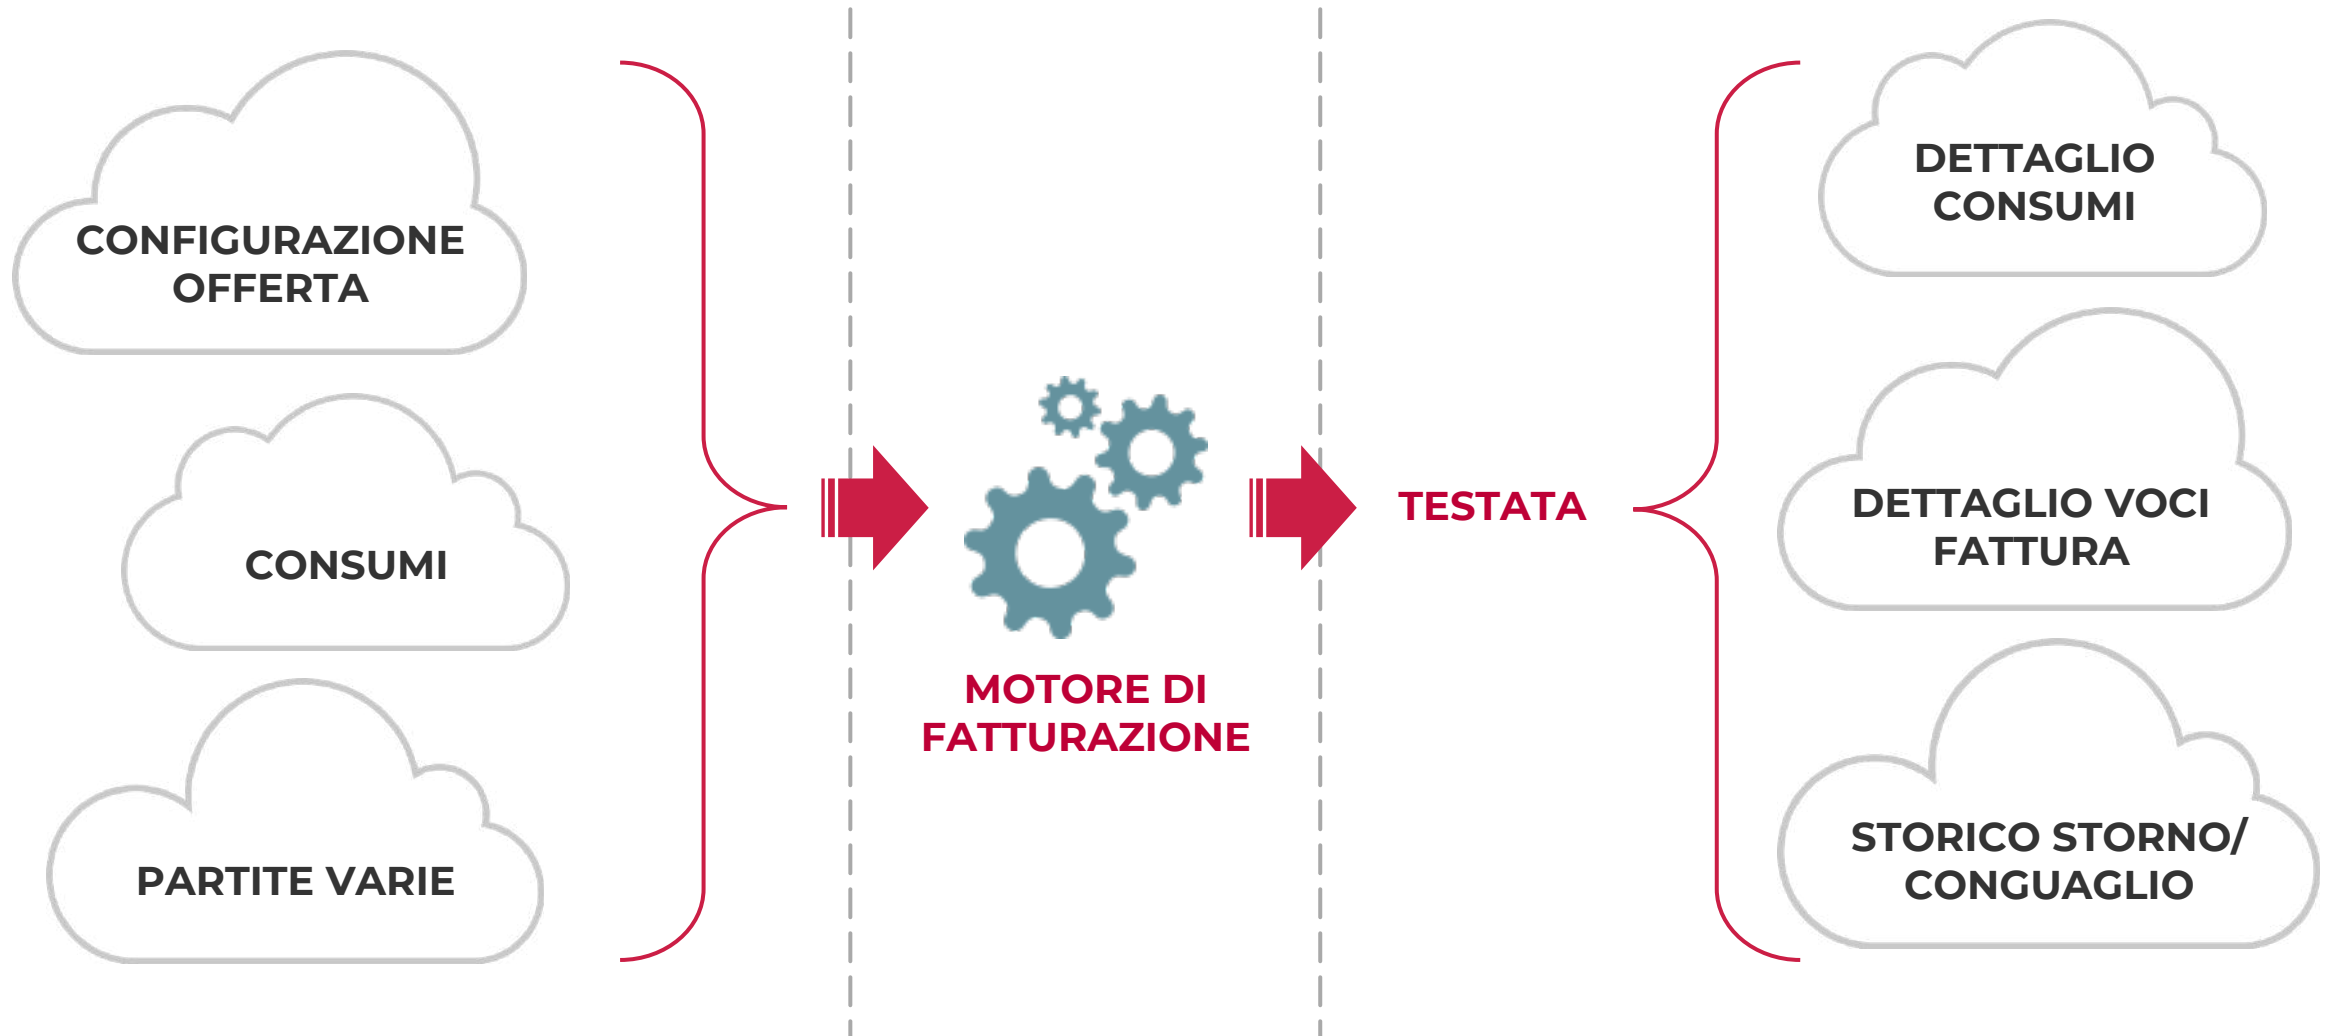 CONFIGURAZIONE
OFFERTA
CONSUMI
PARTITE VARIE
MOTORE DI
FATTURAZIONE
TESTATA
DETTAGLIO
CONSUMI
DETTAGLIO VOCI
FATTURA
STORICO STORNO/
CONGUAGLIO